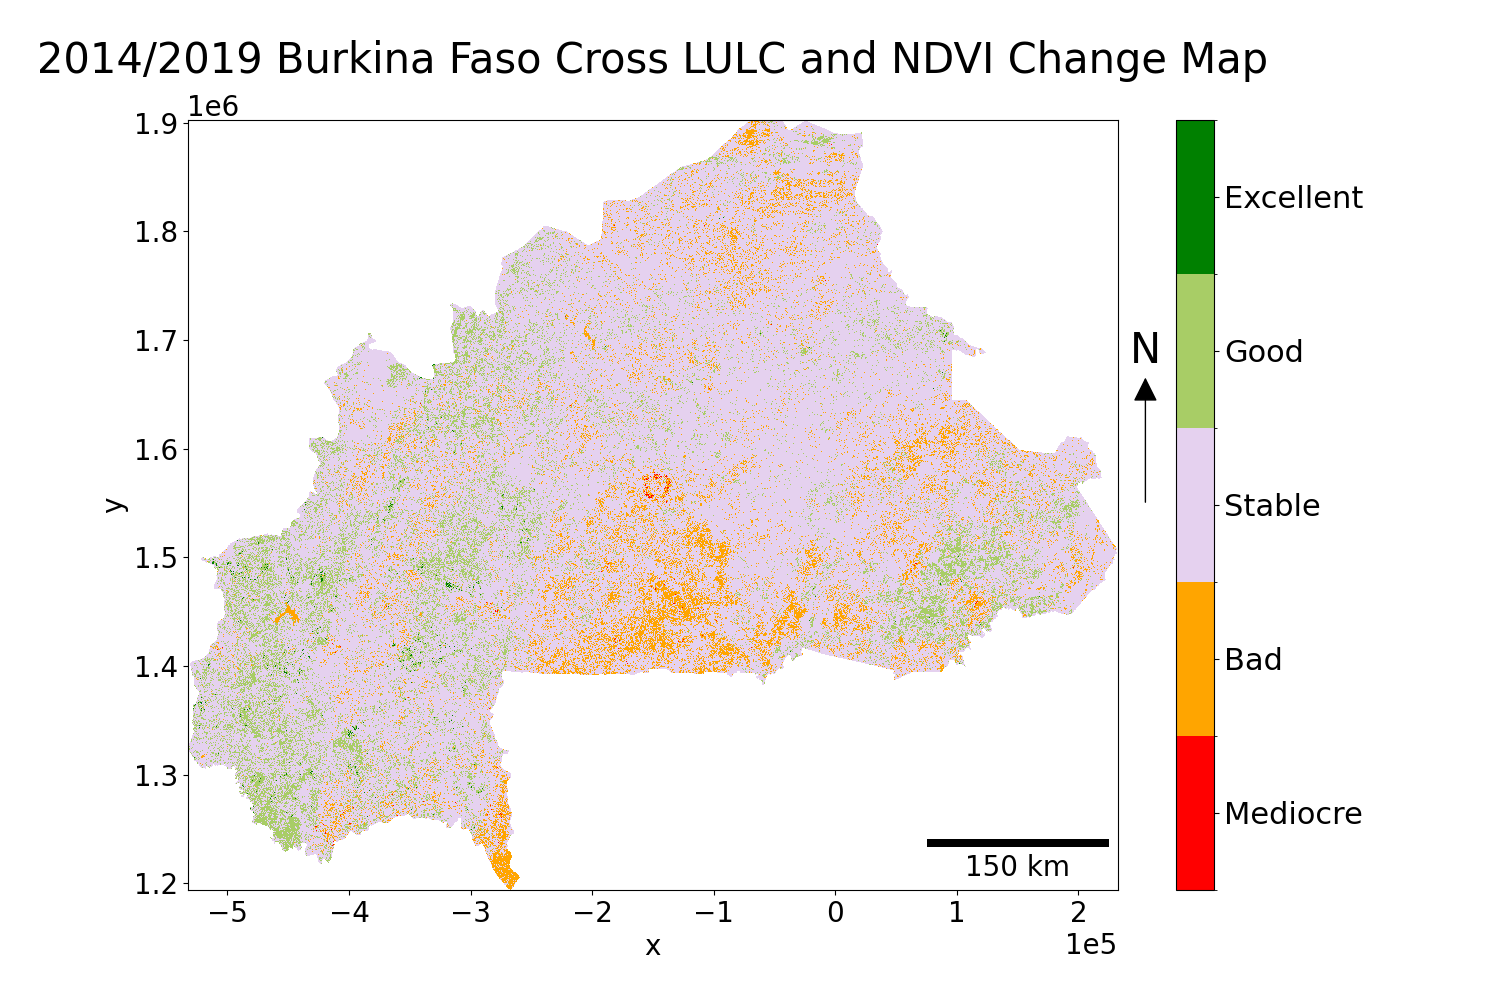 2014/2019 Burkina Faso Cross LULC and NDVI Change Map
1e6
1.9
1.8
1.7
1.6
1.5
1.4
1.3
1.2
y
−5 −4 −3 −2 −1 0 1 2
1e5
x
150 km
N
Excellent
Good
Stable
Bad
Mediocre